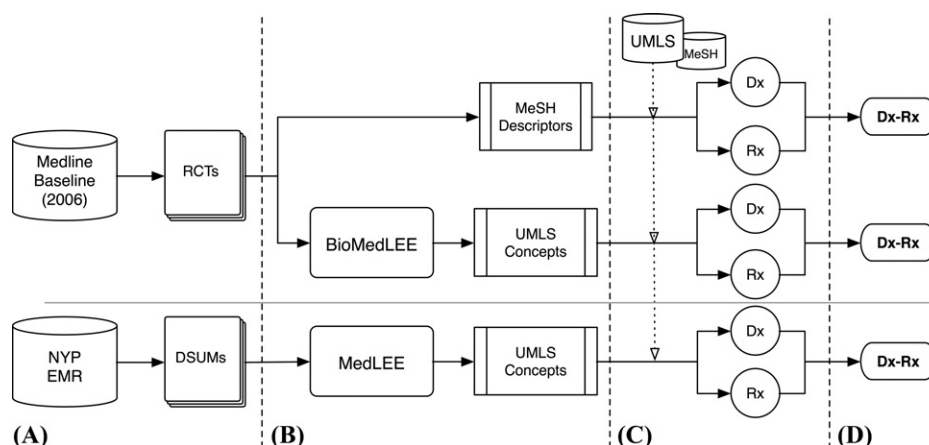 UMLS
MeSH
Medline
Baseline
(2006)
RCTs
MeSH
Descriptors
Dx
Rx
Dx-Rx
BioMedLEE
UMLS
Concepts
Dx
Rx
Dx-Rx
NYP
EMR
DSUMs
MedLEE
UMLS
Concepts
Dx
Rx
Dx-Rx
(A)
(B)
(C)
(D)